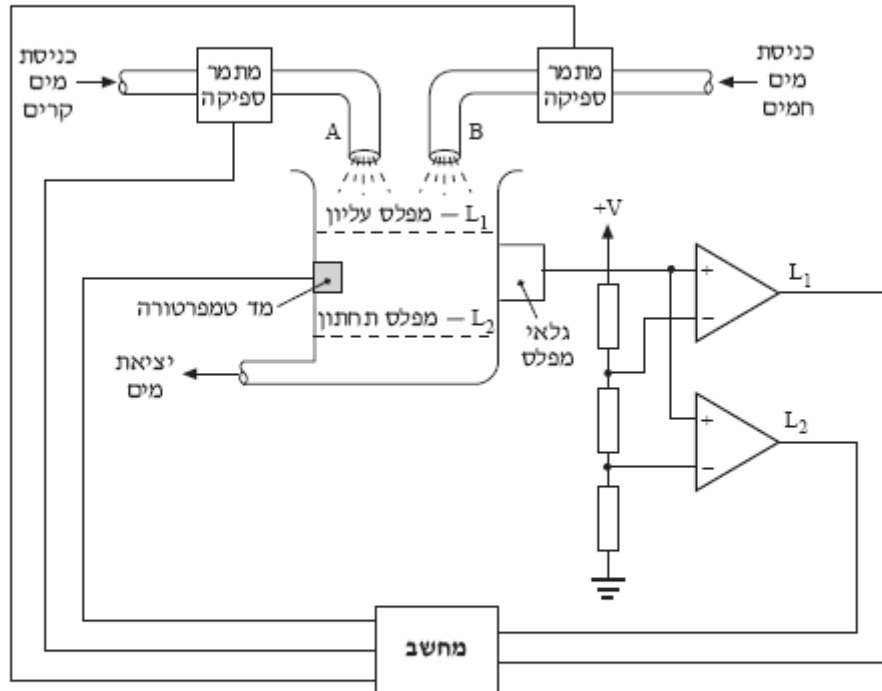 כניסת
מים
קרים
מתמר
ספיקה
A
B
מתמר
ספיקה
כניסת
מים
חמים
מפלס עליון – L1
+V
+
−
L1
מד טמפרטורה
מפלס תחתון – L2
גלאי
מפלס
יציאת
מים
+
−
L2
מחשב